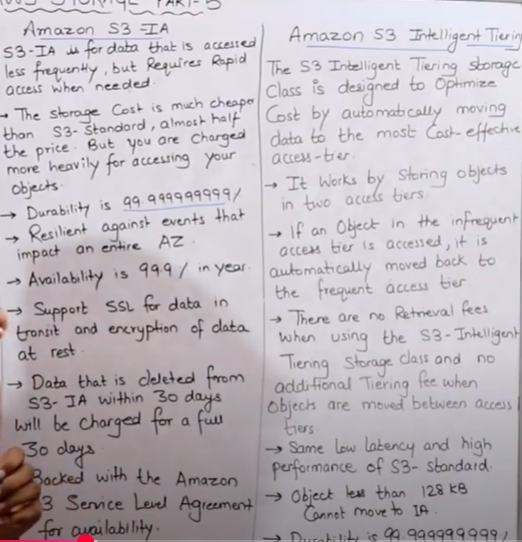 PART-5
Amazon S3-IA
S3-IA is for data that is accessed
less frequently, but Requires Rapid
access when needed.
→ The storage Cost is much cheaper
than S3-Standard, almost half
the price. But you are Charged
more heavily for accessing your
objects.
→ Durability is 99.999999999/
→ Resilient against events that
impact an entire AZ
→ Availability is 99.9/ in year.
→ Support SSL for data in
transit and encryption of data
at rest.
→ Data that is deleted from
S3-IA within 30 days
will be charged for a full
30 days.
Backed with the Amazon
3 Service Level Agreement
for availability.
Amazon S3 Intelligent Tiering
The S3 Intelligent Tiering storage
Class is designed to Optimize
Cost by automatically moving
data to the most Cost-effective
access-tier.
→ It Works by Storing objects
in two access tiers.
→ If an Object in the infrequent
access tier is accessed, it is
automatically moved back to
the frequent access tier.
→ There are no Retrieval fees
when using the S3-Intelligent
Tiering Storage class and no
additional Tiering fee when
Objects are moved between access
tiers.
→ Same low latency and high
performance of S3-standard.
→ Object less than 128 KB
Cannot move to IA.
→ Durability is 99.999999999/